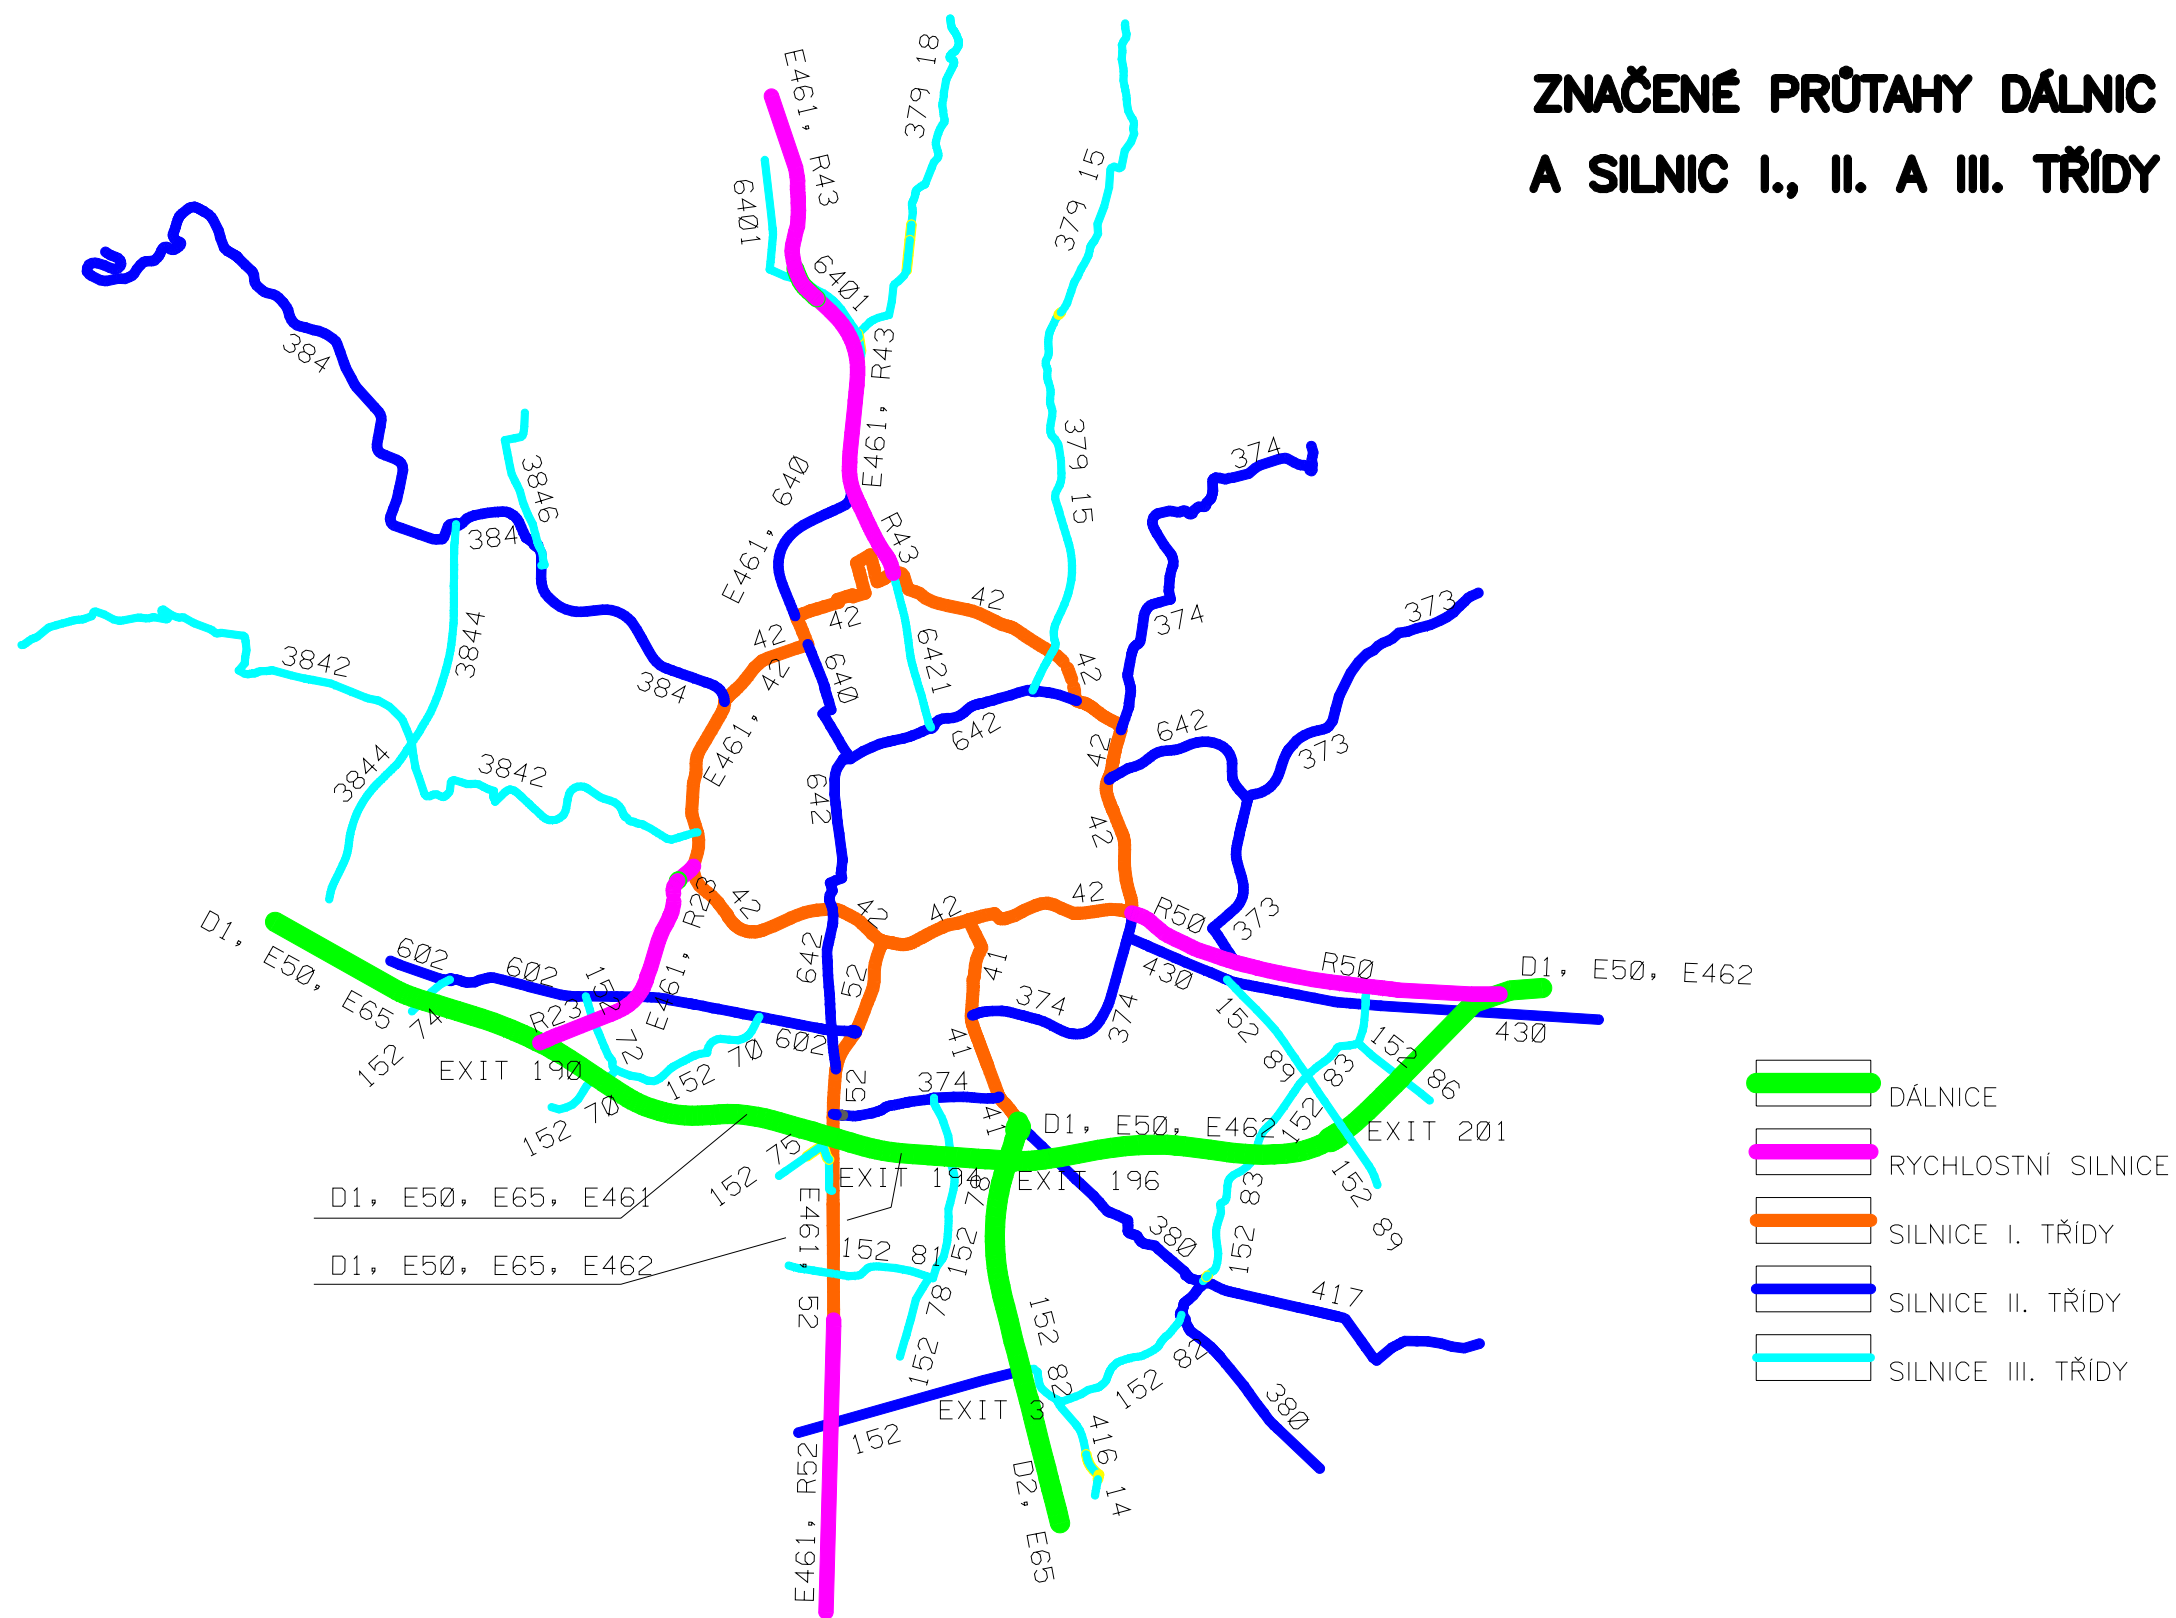 ZNAČENÉ PRŮTAHY DÁLNIC
A SILNIC I., II. A III. TŘÍDY
E461, R43
379 18
379 15
6401
6401
E461, R43
384
374
379 15
3846
E461, 640
R43
384
373
42
374
42
42
3842
3844
6421
640
42
384
E461, 42
642
642
42
373
3844
3842
642
42
D1, E50, E65
E461, R23
42
42
42
42
R50
373
602
602
642
52
41
430
R50
D1, E50, E462
152 74
R23
152 72
374
374
430
EXIT 190
152 70
602
41
152 89
152 83
152 86
152 70
52
374
41
D1, E50, E462
EXIT 201
152 75
EXIT 194
EXIT 196
152 89
D1, E50, E65, E461
E461, 52
152 78
152 83
380
D1, E50, E65, E462
152 81
417
152 78
152 82
152 82
380
152
EXIT 3
416 14
E461, R52
D2, E65
DÁLNICE
RYCHLOSTNÍ SILNICE
SILNICE I. TŘÍDY
SILNICE II. TŘÍDY
SILNICE III. TŘÍDY